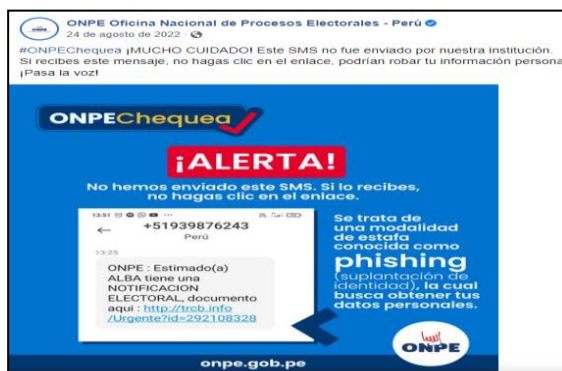 ONPE Oficina Nacional de Procesos Electorales - Perú
24 de agosto de 2022 ·
#ONPEChequea ¡MUCHO CUIDADO! Este SMS no fue enviado por nuestra institución.
Si recibes este mensaje, no hagas clic en el enlace, podrían robar tu información persona
¡Pasa la voz!
ONPEChequea
¡ALERTA!
No hemos enviado este SMS. Si lo recibes,
no hagas clic en el enlace.
13:51
+51939876243
Perú
13:25
ONPE : Estimado(a)
ALBA tiene una
NOTIFICACION
ELECTORAL, documento
aqui : http://trcb.info
/Urgente?id=292108328
Se trata de
una modalidad
de estafa
conocida como
phishing
(suplantación de
identidad), la cual
busca obtener tus
datos personales.
ONPE
onpe.gob.pe